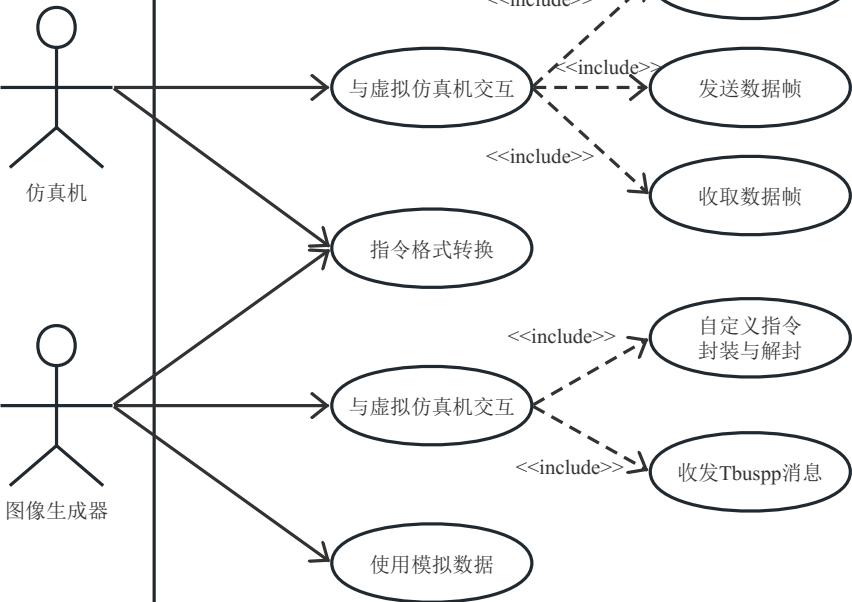 <<include>>
与虚拟仿真机交互
<<include>>
发送数据帧
<<include>>
仿真机
收取数据帧
指令格式转换
<<include>>
自定义指令
封装与解封
与虚拟仿真机交互
<<include>>
收发Tbuspp消息
图像生成器
使用模拟数据